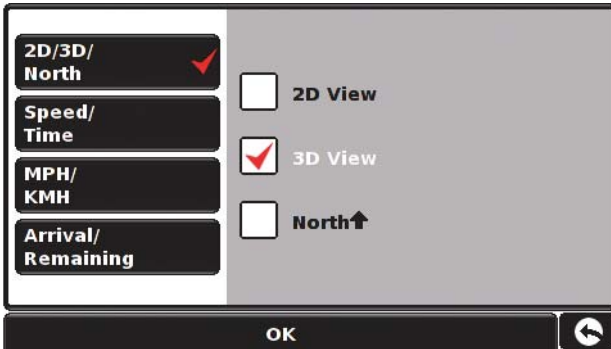 2D/3D/
North
Speed/
Time
MPH/
KMH
Arrival/
Remaining
2D View
3D View
North
OK